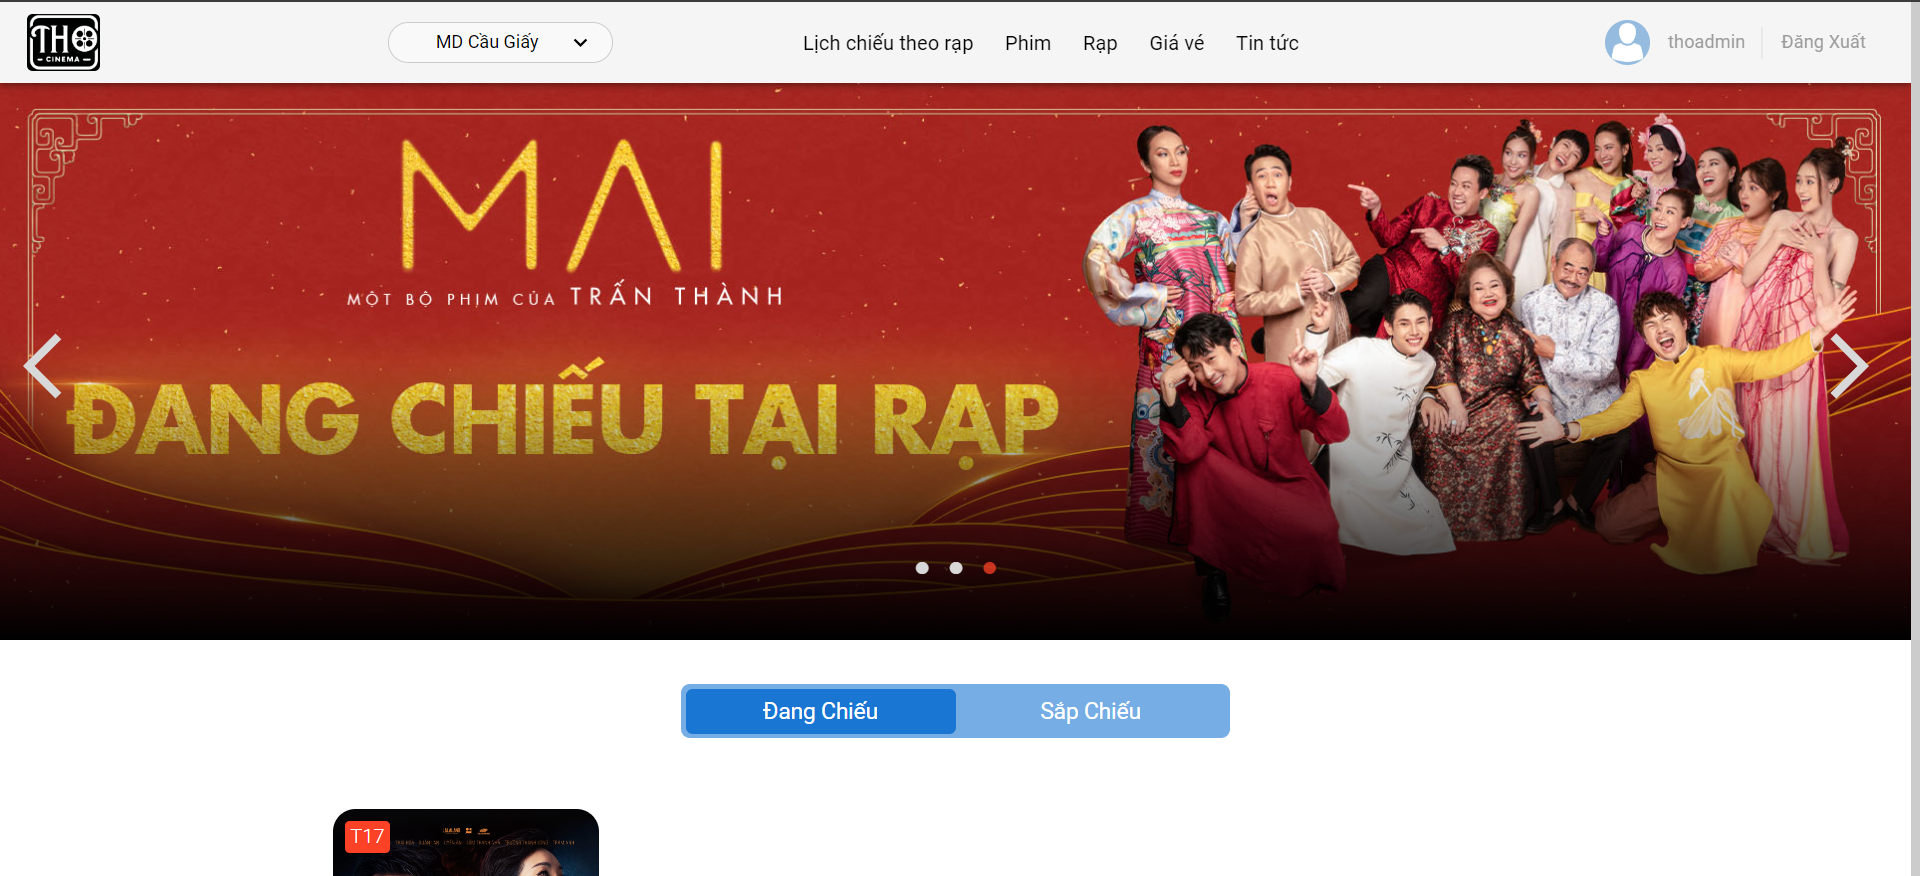 THO
CINEMA
MD Cầu Giấy
Lịch chiếu theo rạp
Phim
Rạp
Giá vé
Tin tức
thoadmin
Đăng Xuất
MAI
MỘT BỘ PHIM CỦA TRẤN THÀNH
ĐANG CHIẾU TẠI RẠP
Đang Chiếu
Sắp Chiếu
T17